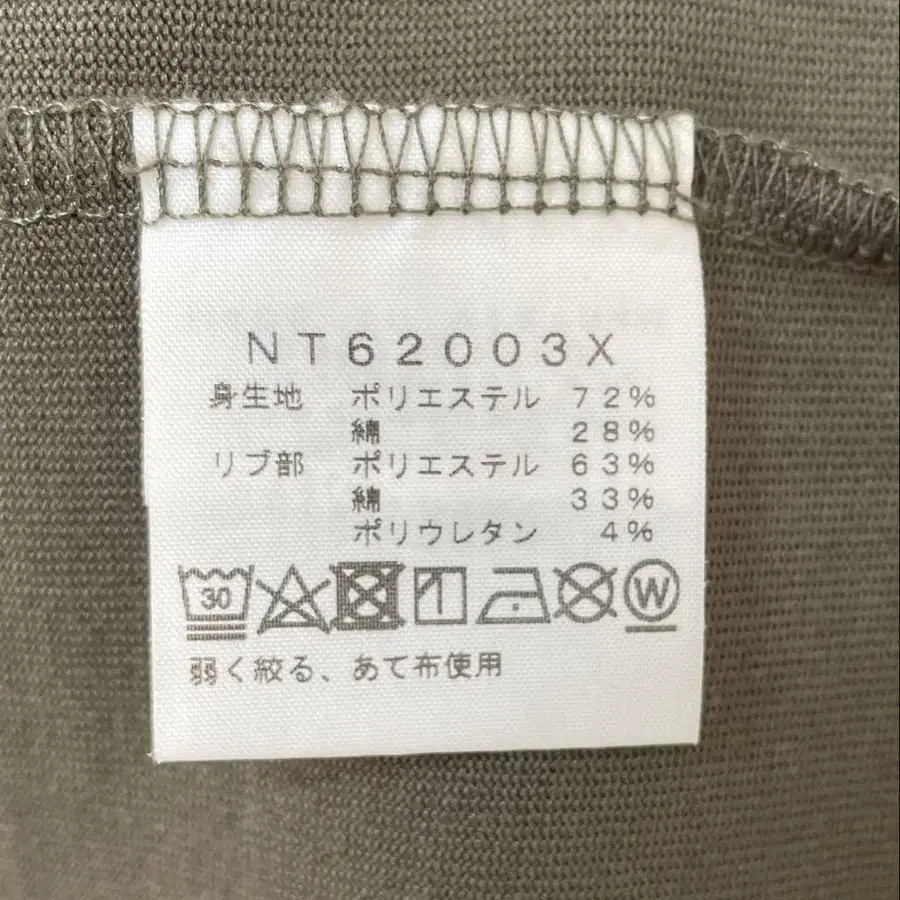 NT62003X
身生地 ポリエステル 72%
綿 28%
リブ部 ポリエステル 63%
綿 33%
ポリウレタン 4%
30 W
弱く絞る、あて布使用